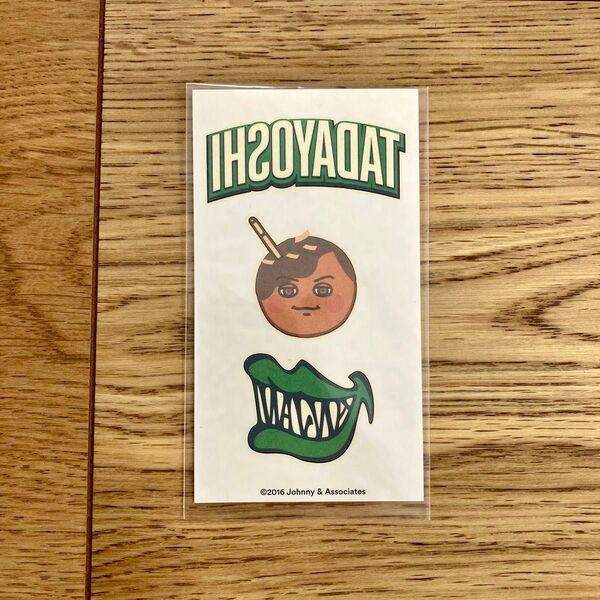 TADAYOSHI
©2016 Johnny & Associates